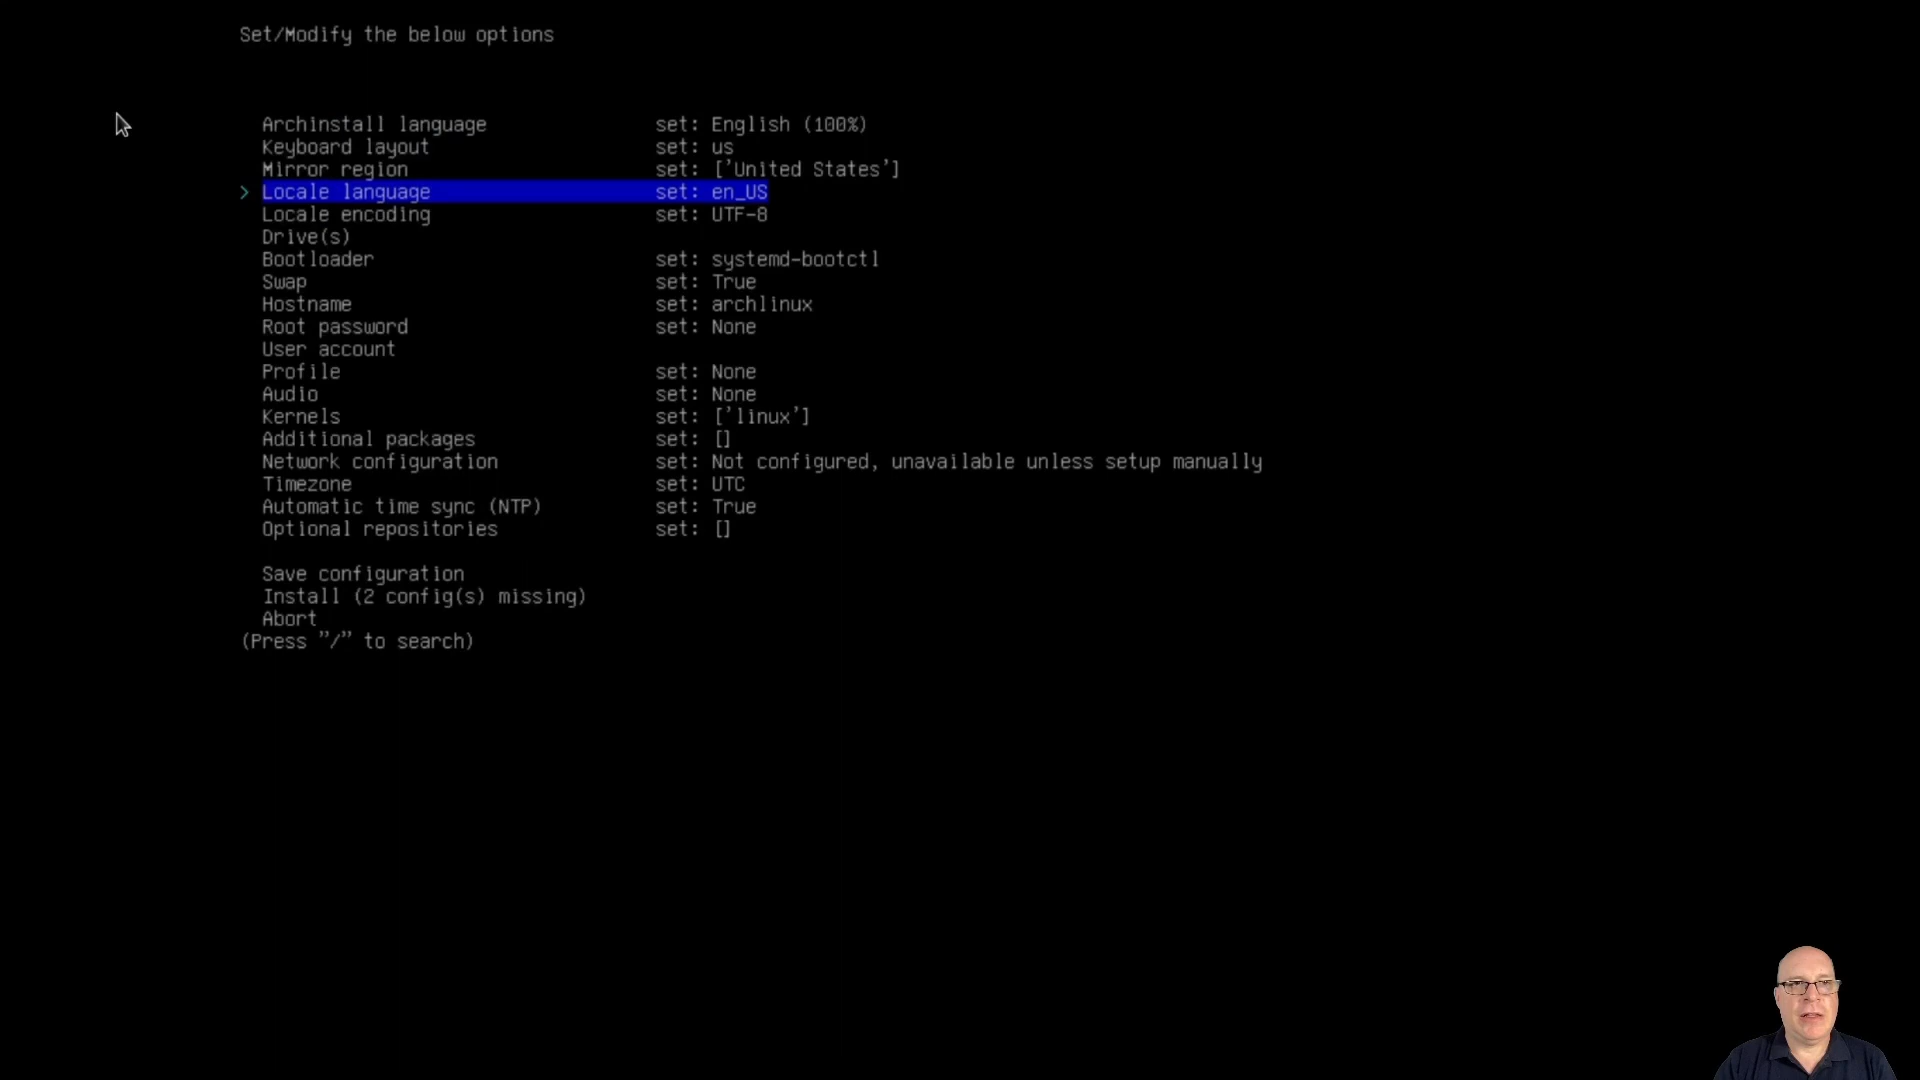 Set/Modify the below options
Archinstall language set: English (100%)
Keyboard layout set: us
Mirror region set: ['United States']
> Locale language set: en_US
Locale encoding set: UTF-8
Drive(s)
Bootloader set: systemd-bootctl
Swap set: True
Hostname set: archlinux
Root password set: None
User account
Profile set: None
Audio set: None
Kernels set: ['linux']
Additional packages set: []
Network configuration set: Not configured, unavailable unless setup manually
Timezone set: UTC
Automatic time sync (NTP) set: True
Optional repositories set: []
Save configuration
Install (2 config(s) missing)
Abort
(Press "/" to search)